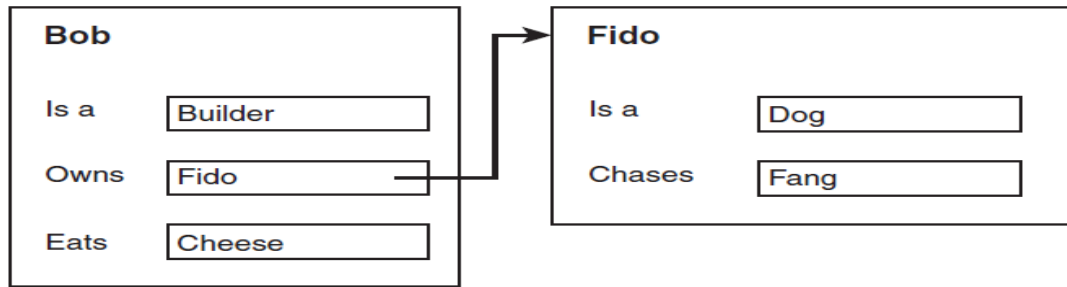 Bob
Is a Builder
Owns Fido
Eats Cheese
Fido
Is a Dog
Chases Fang